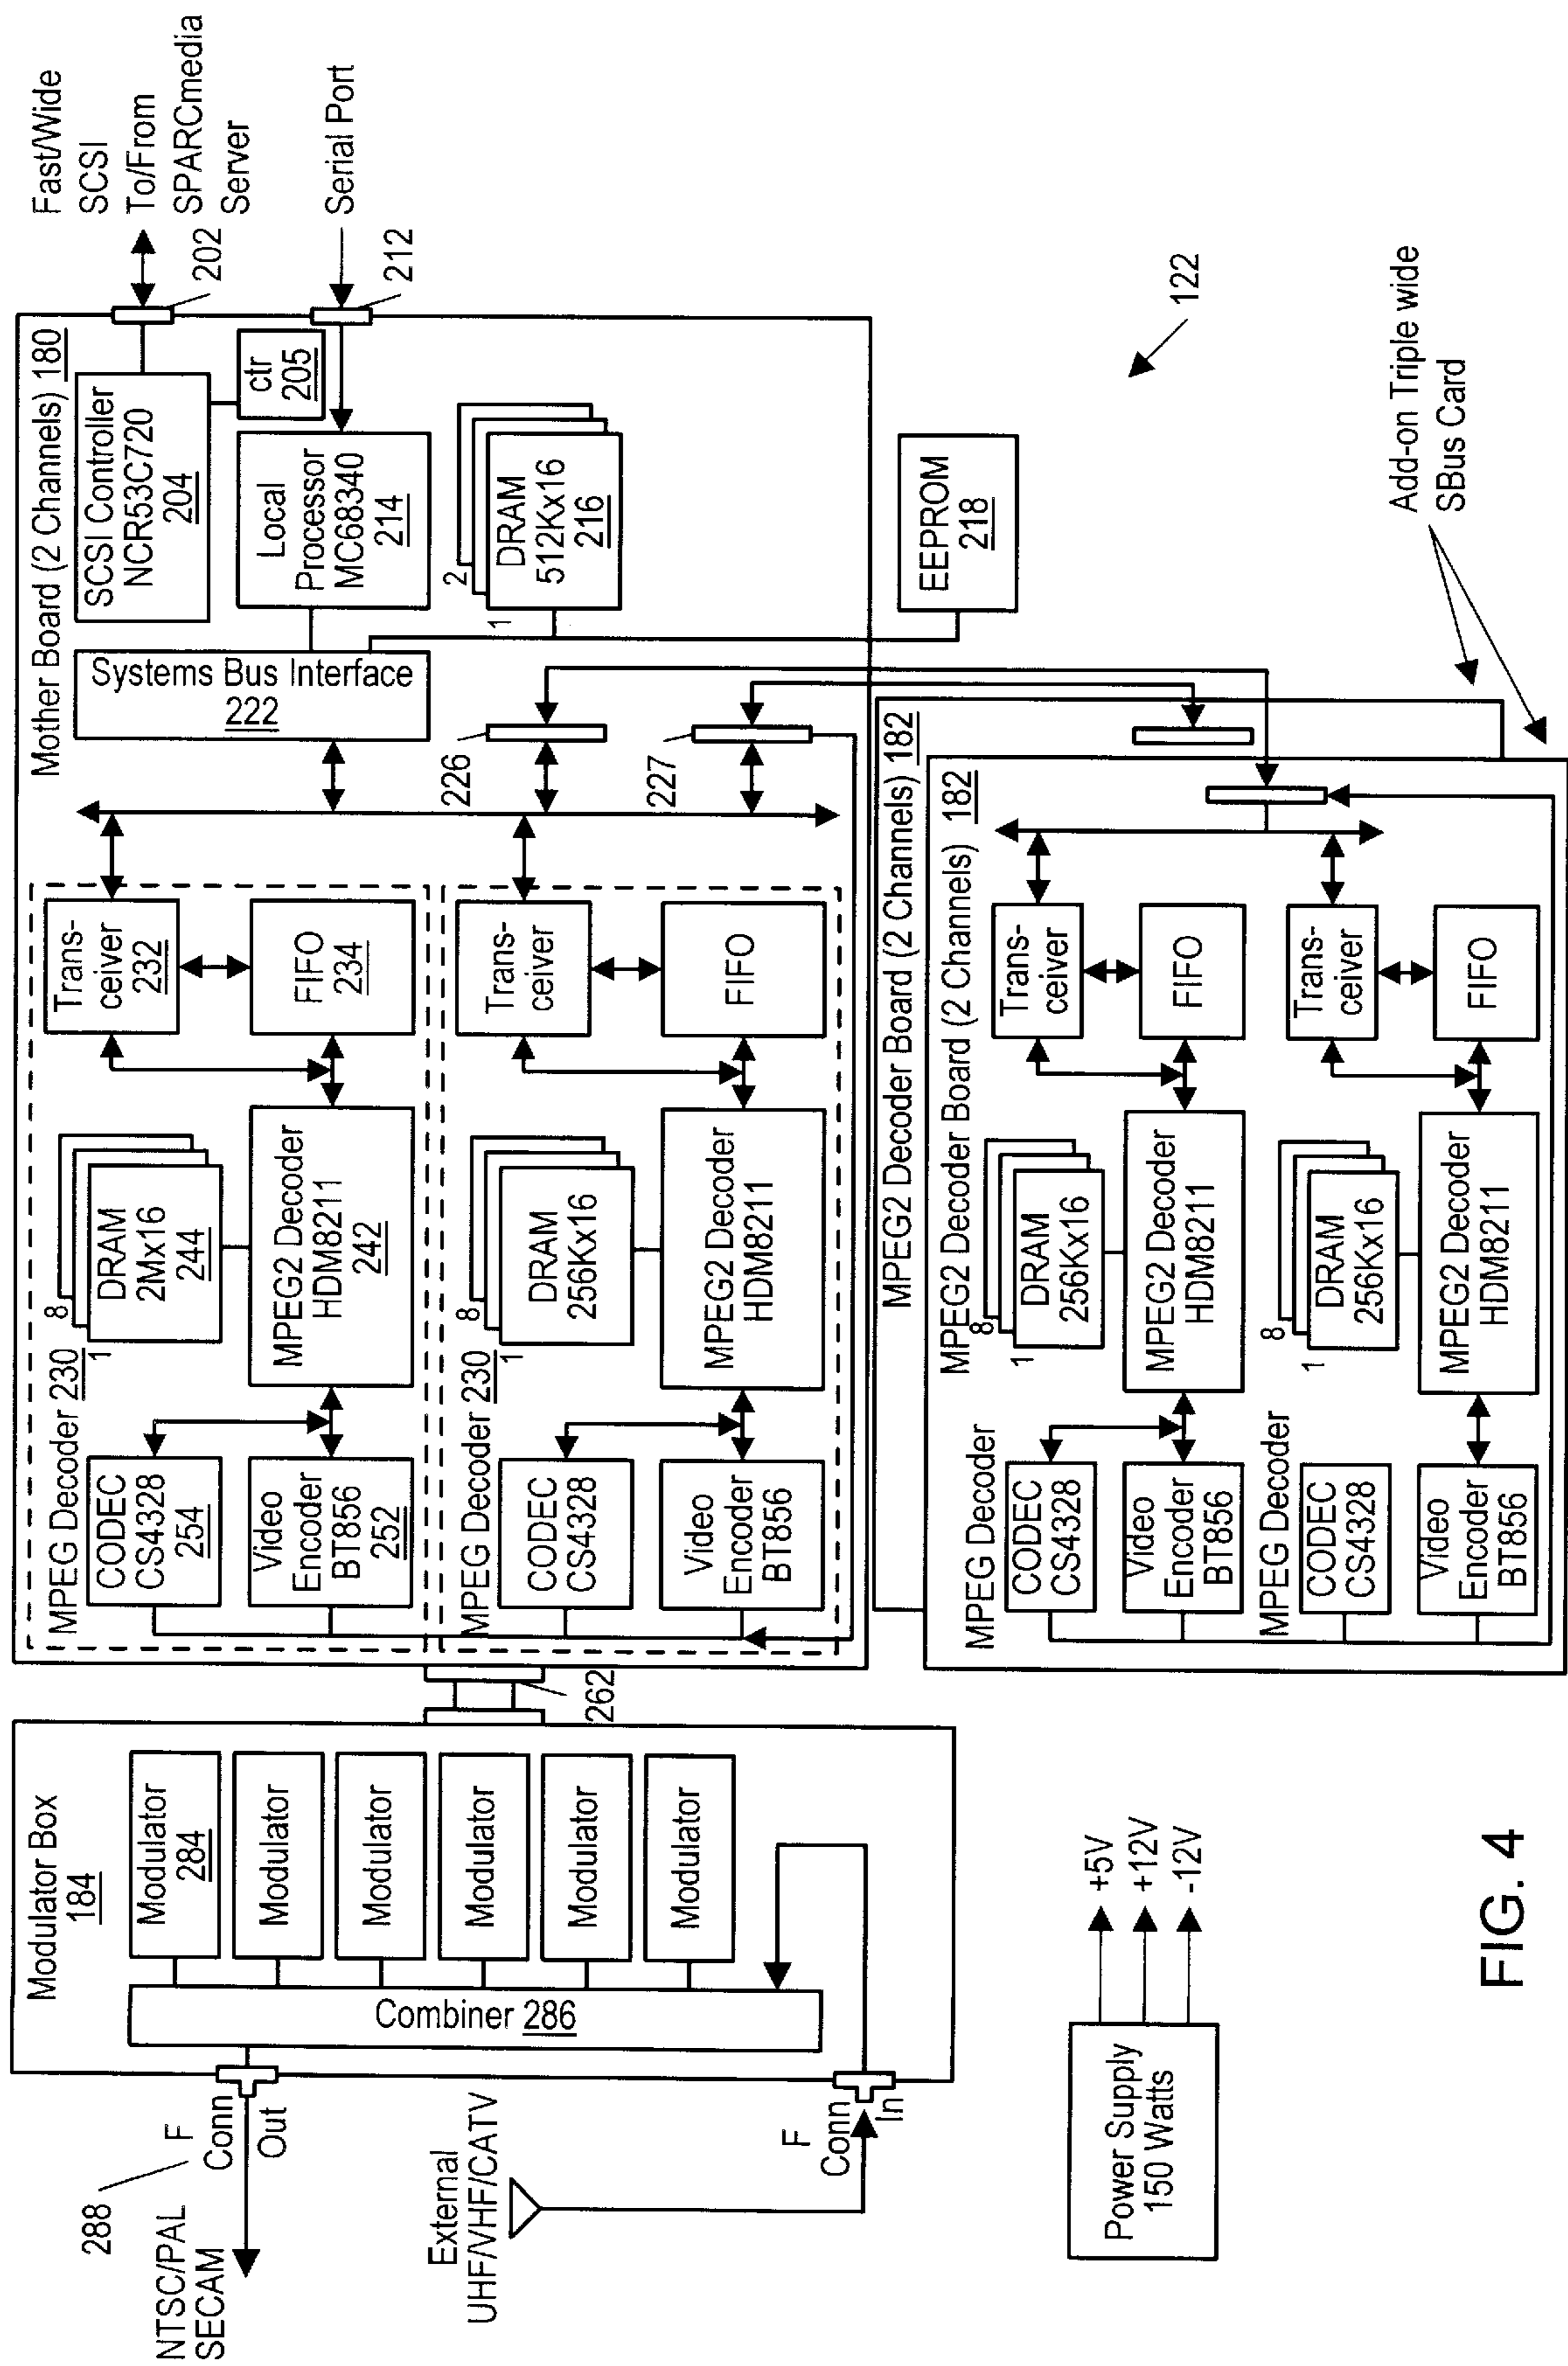 Fast/Wide
SCSI
To/From
SPARCmedia
Server
Serial Port
202
212
Mother Board (2 Channels) 180
SCSI Controller
NCR53C720
204
ctr
205
Local
Processor
MC68340
214
2
DRAM
512Kx16
216
1
EEPROM
218
Systems Bus Interface
222
226
227
122
Add-on Triple wide
SBus Card
MPEG Decoder 230
Trans-
ceiver
232
FIFO
234
8
DRAM
2Mx16
244
1
MPEG2 Decoder
HDM8211
242
CODEC
CS4328
254
Video
Encoder
BT856
252
MPEG Decoder 230
Trans-
ceiver
FIFO
8
DRAM
256Kx16
1
MPEG2 Decoder
HDM8211
CODEC
CS4328
Video
Encoder
BT856
MPEG2 Decoder Board (2 Channels) 182
MPEG2 Decoder Board (2 Channels) 182
MPEG Decoder
Trans-
ceiver
FIFO
8
DRAM
256Kx16
1
MPEG2 Decoder
HDM8211
CODEC
CS4328
Video
Encoder
BT856
MPEG Decoder
Trans-
ceiver
FIFO
8
DRAM
256Kx16
1
MPEG2 Decoder
HDM8211
CODEC
CS4328
Video
Encoder
BT856
262
Modulator Box
184
Modulator
284
Modulator
Modulator
Modulator
Modulator
Modulator
Combiner 286
288
F
Conn
Out
NTSC/PAL
SECAM
External
UHF/VHF/CATV
F
Conn
In
Power Supply
150 Watts
+5V
+12V
-12V
FIG. 4